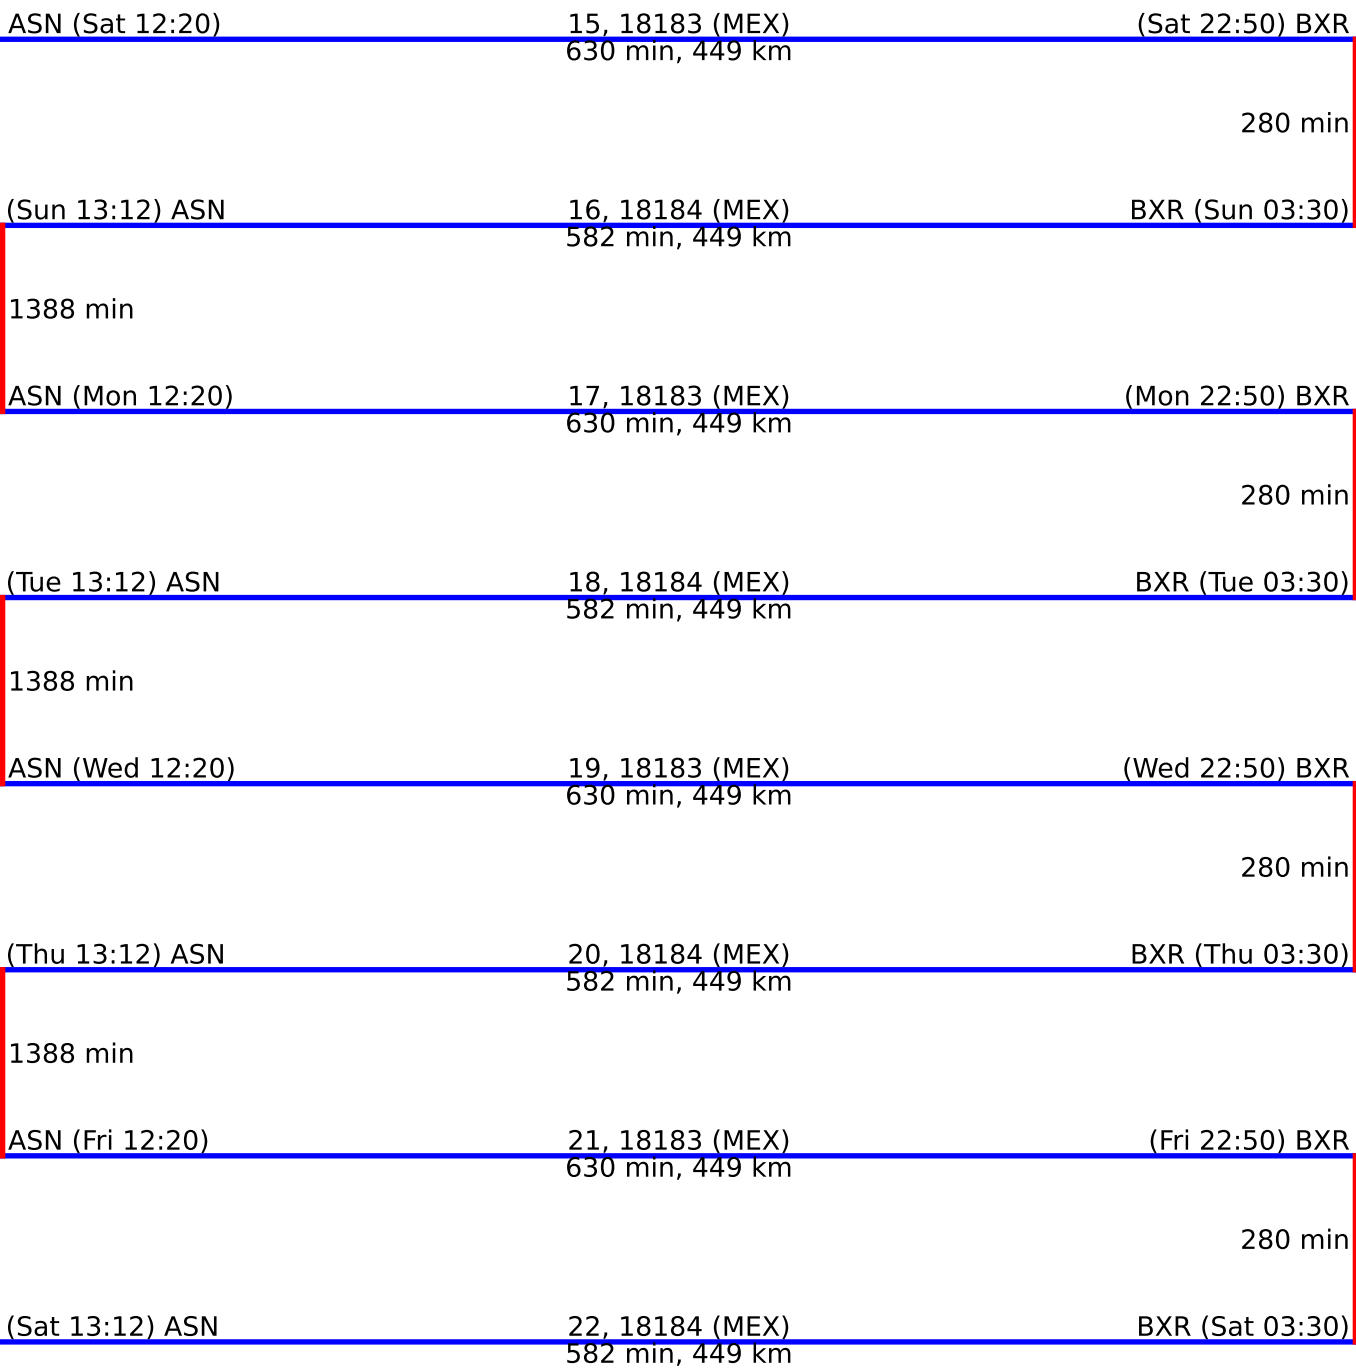 ASN (Sat 12:20) 15, 18183 (MEX) (Sat 22:50) BXR
630 min, 449 km
280 min
(Sun 13:12) ASN 16, 18184 (MEX) BXR (Sun 03:30)
582 min, 449 km
1388 min
ASN (Mon 12:20) 17, 18183 (MEX) (Mon 22:50) BXR
630 min, 449 km
280 min
(Tue 13:12) ASN 18, 18184 (MEX) BXR (Tue 03:30)
582 min, 449 km
1388 min
ASN (Wed 12:20) 19, 18183 (MEX) (Wed 22:50) BXR
630 min, 449 km
280 min
(Thu 13:12) ASN 20, 18184 (MEX) BXR (Thu 03:30)
582 min, 449 km
1388 min
ASN (Fri 12:20) 21, 18183 (MEX) (Fri 22:50) BXR
630 min, 449 km
280 min
(Sat 13:12) ASN 22, 18184 (MEX) BXR (Sat 03:30)
582 min, 449 km